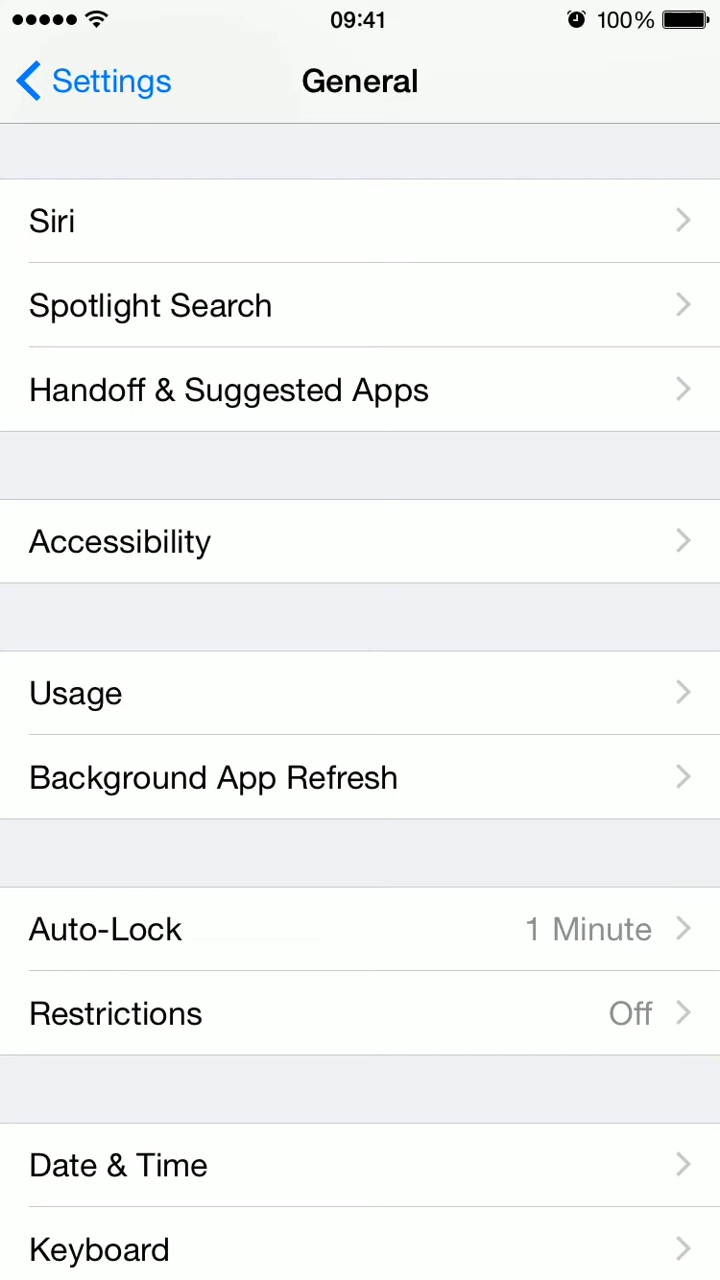 09:41 100%
Settings General
Siri
Spotlight Search
Handoff & Suggested Apps
Accessibility
Usage
Background App Refresh
Auto-Lock 1 Minute
Restrictions Off
Date & Time
Keyboard